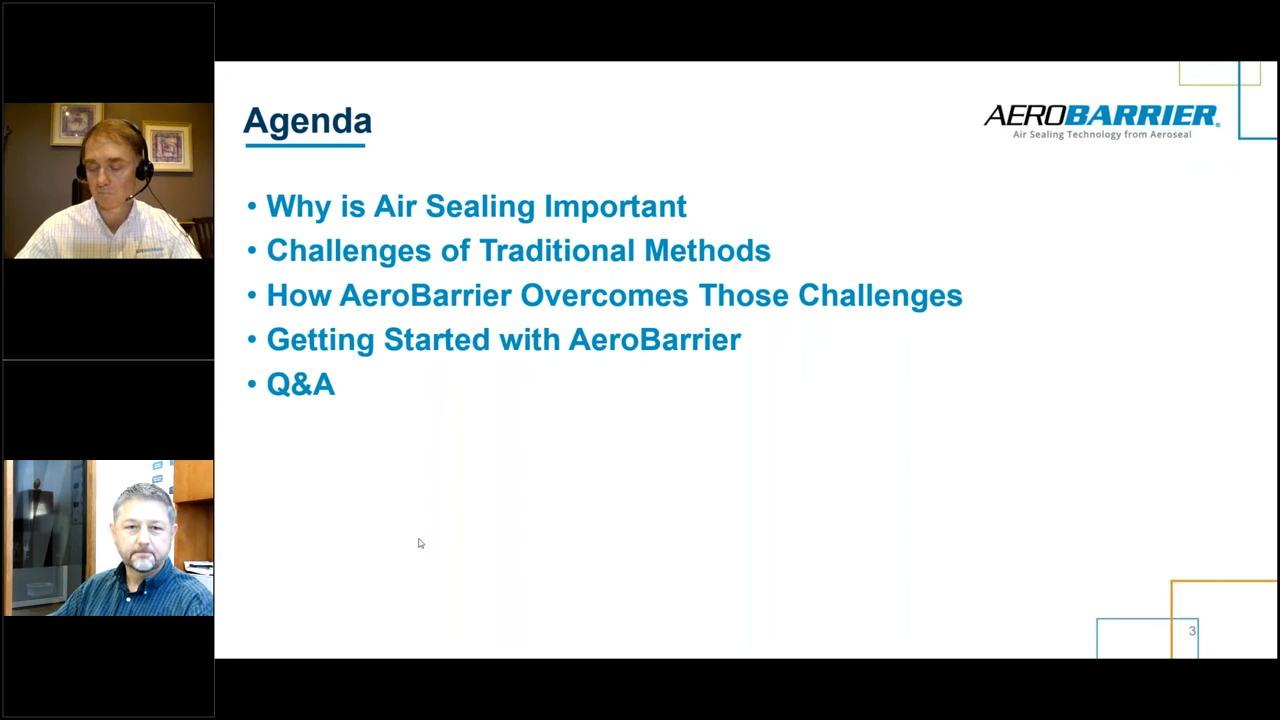 Agenda
AEROBARRIER®
Air Sealing Technology from Aeroseal
• Why is Air Sealing Important
• Challenges of Traditional Methods
• How AeroBarrier Overcomes Those Challenges
• Getting Started with AeroBarrier
• Q&A
3